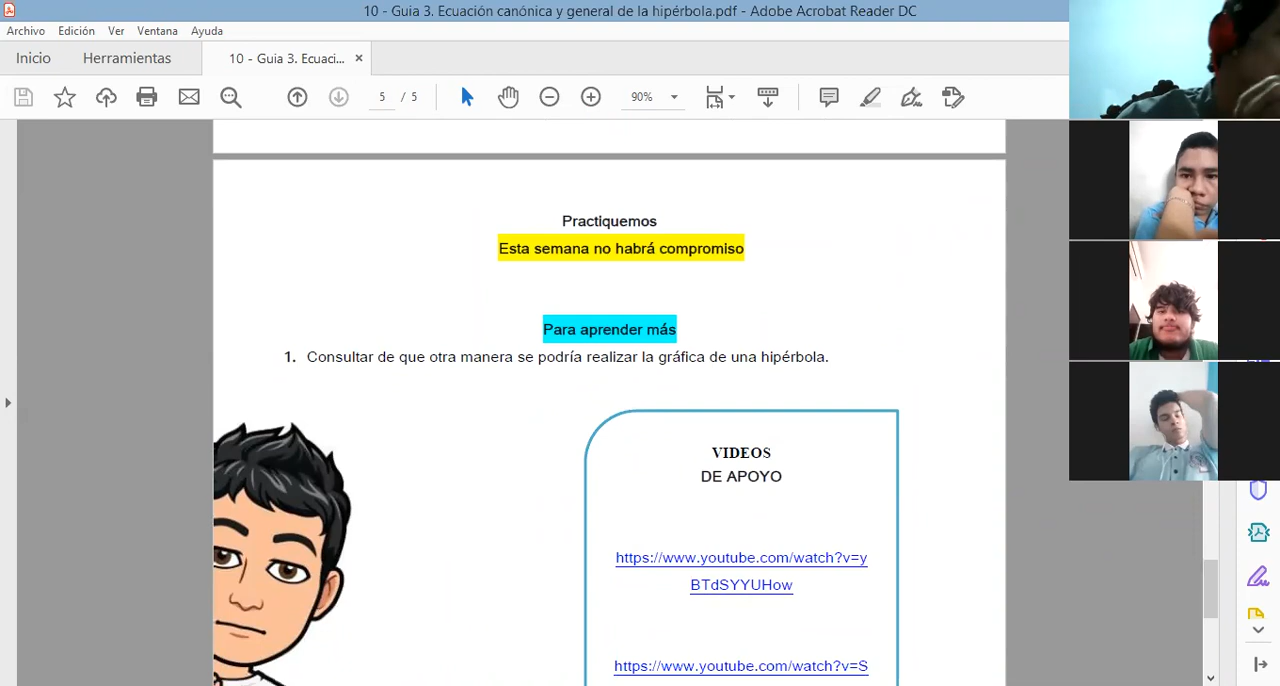 10 - Guia 3. Ecuación canónica y general de la hipérbola.pdf - Adobe Acrobat Reader DC
Archivo Edición Ver Ventana Ayuda
Inicio Herramientas 10 - Guia 3. Ecuaci... ×
5 / 5 90%
Practiquemos
Esta semana no habrá compromiso
Para aprender más
1. Consultar de que otra manera se podría realizar la gráfica de una hipérbola.
VIDEOS
DE APOYO
https://www.youtube.com/watch?v=y
BTdSYYUHow
https://www.youtube.com/watch?v=S